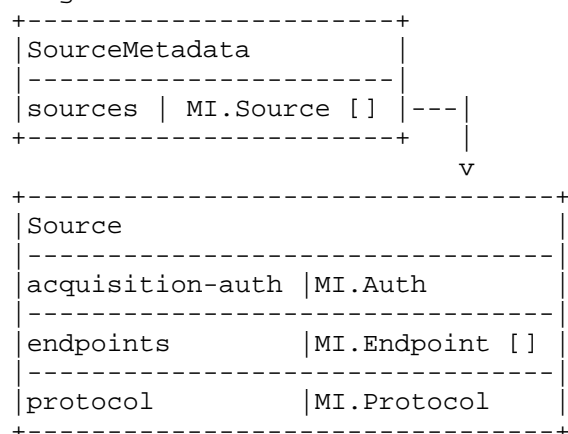 +-----------------------+
|SourceMetadata         |
|-----------------------|
|sources | MI.Source [] |---|
+-----------------------+   |
                            v
+---------------------------------+
|Source                           |
|---------------------------------|
|acquisition-auth |MI.Auth        |
|---------------------------------|
|endpoints        |MI.Endpoint [] |
|---------------------------------|
|protocol         |MI.Protocol    |
+---------------------------------+